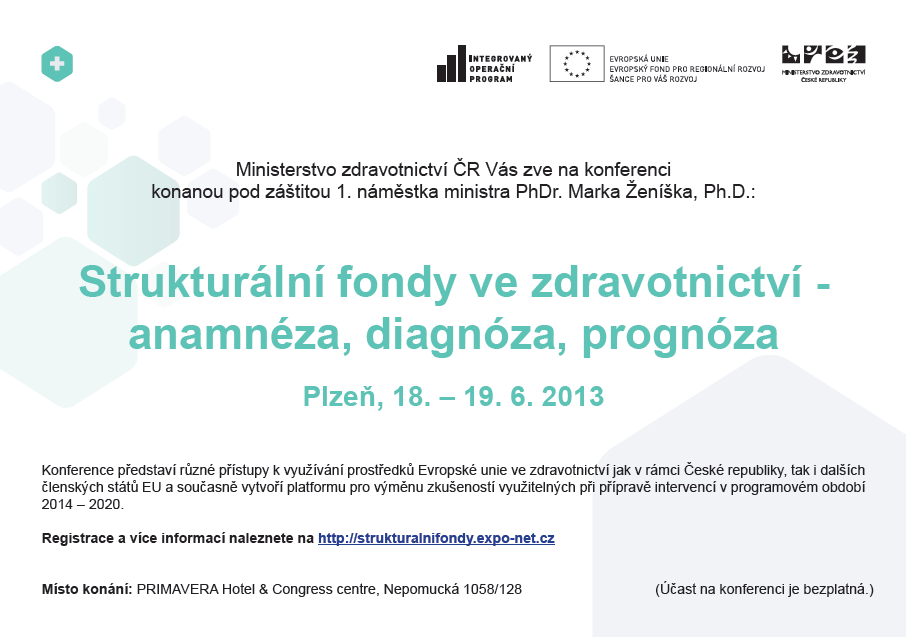 INTEGROVANÝ
OPERAČNÍ
PROGRAM
EVROPSKÁ UNIE
EVROPSKÝ FOND PRO REGIONÁLNÍ ROZVOJ
ŠANCE PRO VÁŠ ROZVOJ
MINISTERSTVO ZDRAVOTNICTVÍ
ČESKÉ REPUBLIKY
Ministerstvo zdravotnictví ČR Vás zve na konferenci
konanou pod záštitou 1. náměstka ministra PhDr. Marka Ženíška, Ph.D.:
Strukturální fondy ve zdravotnictví -
anamnéza, diagnóza, prognóza
Plzeň, 18. – 19. 6. 2013
Konference představí různé přístupy k využívání prostředků Evropské unie ve zdravotnictví jak v rámci České republiky, tak i dalších
členských států EU a současně vytvoří platformu pro výměnu zkušeností využitelných při přípravě intervencí v programovém období
2014 – 2020.
Registrace a více informací naleznete na http://strukturalnifondy.expo-net.cz
Místo konání: PRIMAVERA Hotel & Congress centre, Nepomucká 1058/128
(Účast na konferenci je bezplatná.)